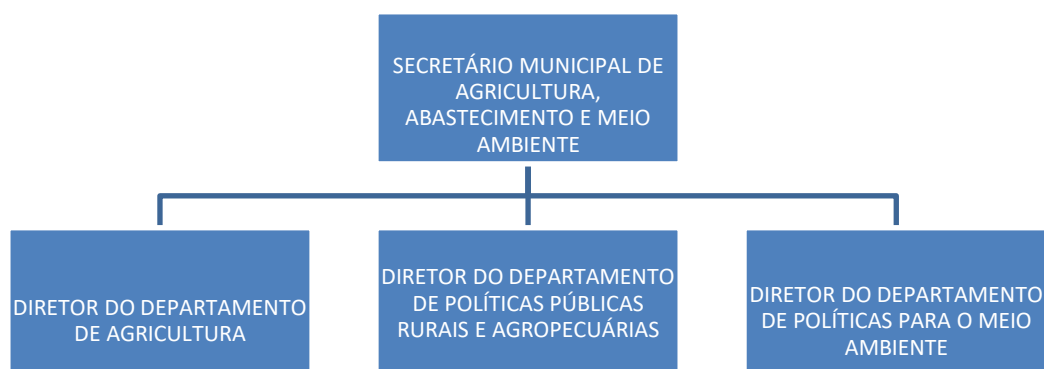 SECRETÁRIO MUNICIPAL DE
AGRICULTURA,
ABASTECIMENTO E MEIO
AMBIENTE
DIRETOR DO DEPARTAMENTO
DE AGRICULTURA
DIRETOR DO DEPARTAMENTO
DE POLÍTICAS PÚBLICAS
RURAIS E AGROPECUÁRIAS
DIRETOR DO DEPARTAMENTO
DE POLÍTICAS PARA O MEIO
AMBIENTE